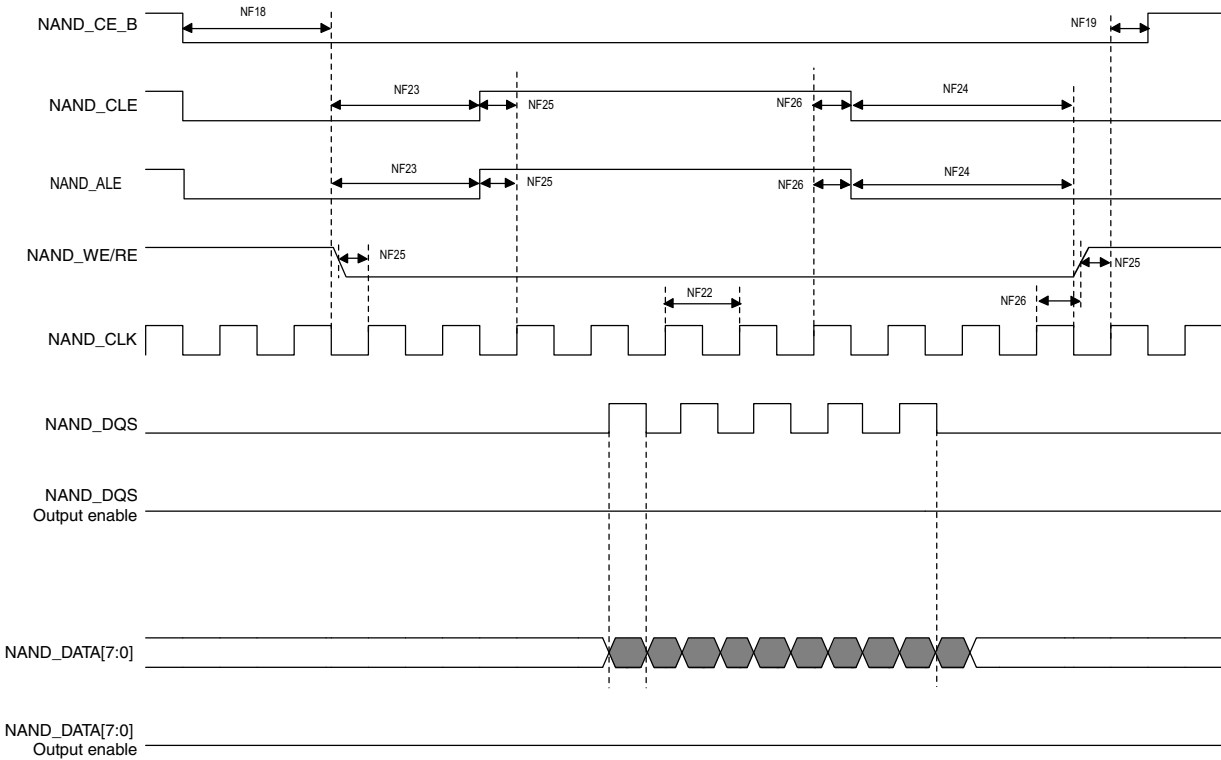 NF18
NAND_CE_B
NF19
NF23
NF24
NAND_CLE
NF25
NF26
NF23
NF24
NAND_ALE
NF25
NF26
NAND_WE/RE
NF25
NF25
NF22
NF26
NAND_CLK
NAND_DQS
NAND_DQS
Output enable
NAND_DATA[7:0]
NAND_DATA[7:0]
Output enable